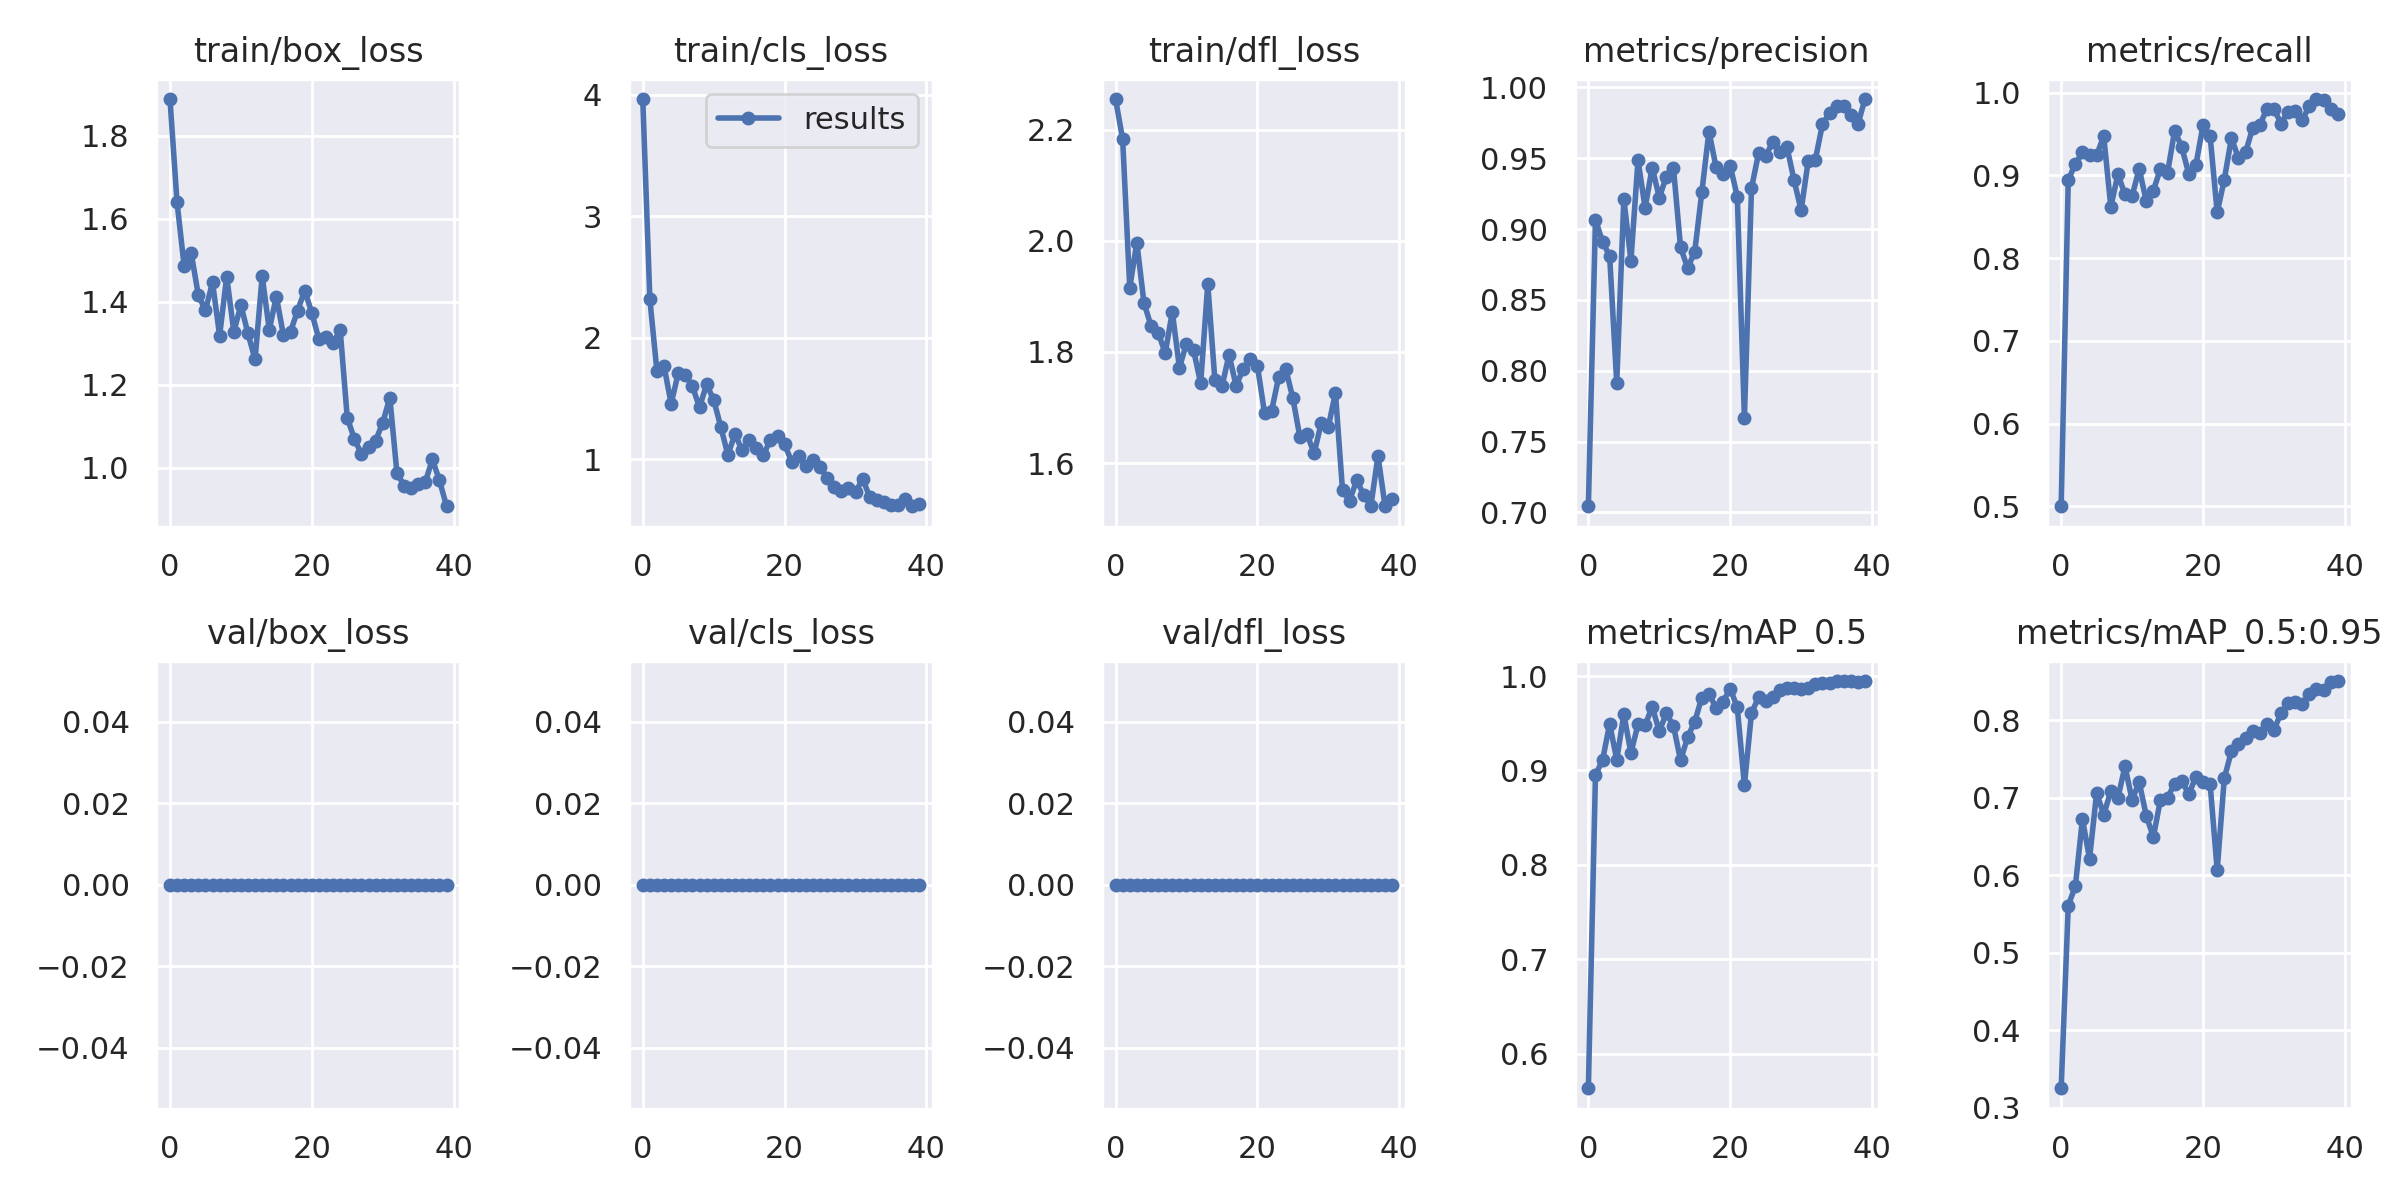 train/box_loss
1.8
1.6
1.4
1.2
1.0
0 20 40
train/cls_loss
results
4
3
2
1
0 20 40
train/dfl_loss
2.2
2.0
1.8
1.6
0 20 40
metrics/precision
1.00
0.95
0.90
0.85
0.80
0.75
0.70
0 20 40
metrics/recall
1.0
0.9
0.8
0.7
0.6
0.5
0 20 40
val/box_loss
0.04
0.02
0.00
−0.02
−0.04
0 20 40
val/cls_loss
0.04
0.02
0.00
−0.02
−0.04
0 20 40
val/dfl_loss
0.04
0.02
0.00
−0.02
−0.04
0 20 40
metrics/mAP_0.5
1.0
0.9
0.8
0.7
0.6
0 20 40
metrics/mAP_0.5:0.95
0.8
0.7
0.6
0.5
0.4
0.3
0 20 40